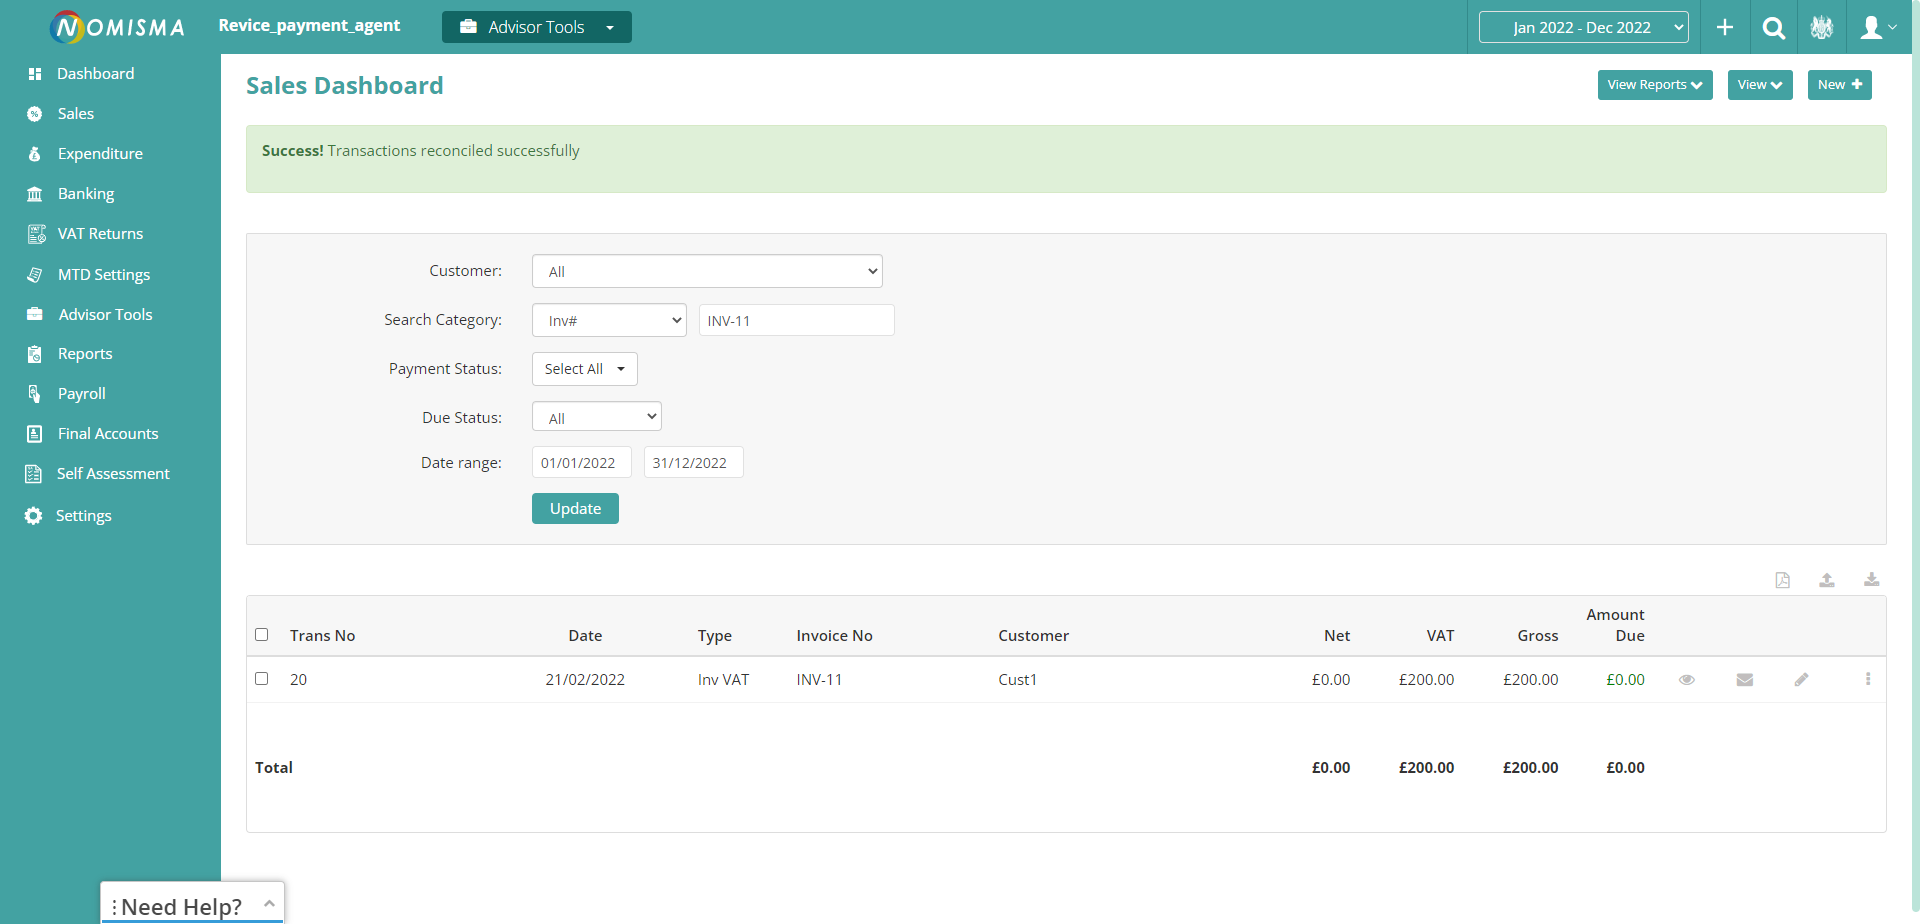 NOMISMA
Revice_payment_agent
Advisor Tools
Jan 2022 - Dec 2022
Dashboard
Sales
Expenditure
Banking
VAT Returns
MTD Settings
Advisor Tools
Reports
Payroll
Final Accounts
Self Assessment
Settings
Sales Dashboard
View Reports
View
New
Success! Transactions reconciled successfully
Customer: All
Search Category: Inv# INV-11
Payment Status: Select All
Due Status: All
Date range: 01/01/2022 31/12/2022
Update
Trans No Date Type Invoice No Customer Net VAT Gross Amount Due
20 21/02/2022 Inv VAT INV-11 Cust1 £0.00 £200.00 £200.00 £0.00
Total £0.00 £200.00 £200.00 £0.00
Need Help?